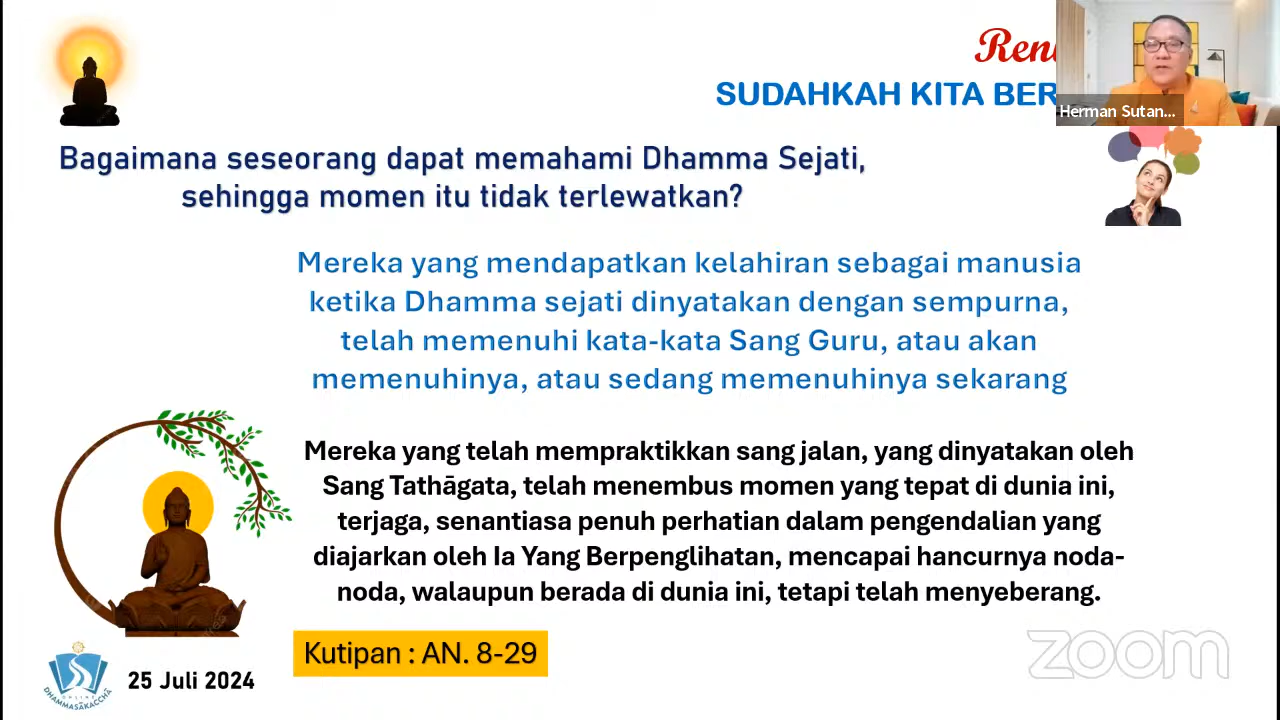 Ren
SUDAHKAH KITA BER
Herman Sutan...
Bagaimana seseorang dapat memahami Dhamma Sejati,
sehingga momen itu tidak terlewatkan?
Mereka yang mendapatkan kelahiran sebagai manusia
ketika Dhamma sejati dinyatakan dengan sempurna,
telah memenuhi kata-kata Sang Guru, atau akan
memenuhinya, atau sedang memenuhinya sekarang
Mereka yang telah mempraktikkan sang jalan, yang dinyatakan oleh
Sang Tathāgata, telah menembus momen yang tepat di dunia ini,
terjaga, senantiasa penuh perhatian dalam pengendalian yang
diajarkan oleh Ia Yang Berpenglihatan, mencapai hancurnya noda-
noda, walaupun berada di dunia ini, tetapi telah menyeberang.
Kutipan : AN. 8-29
zoom
ONLINE
DHAMMASĀKACCHĀ
25 Juli 2024